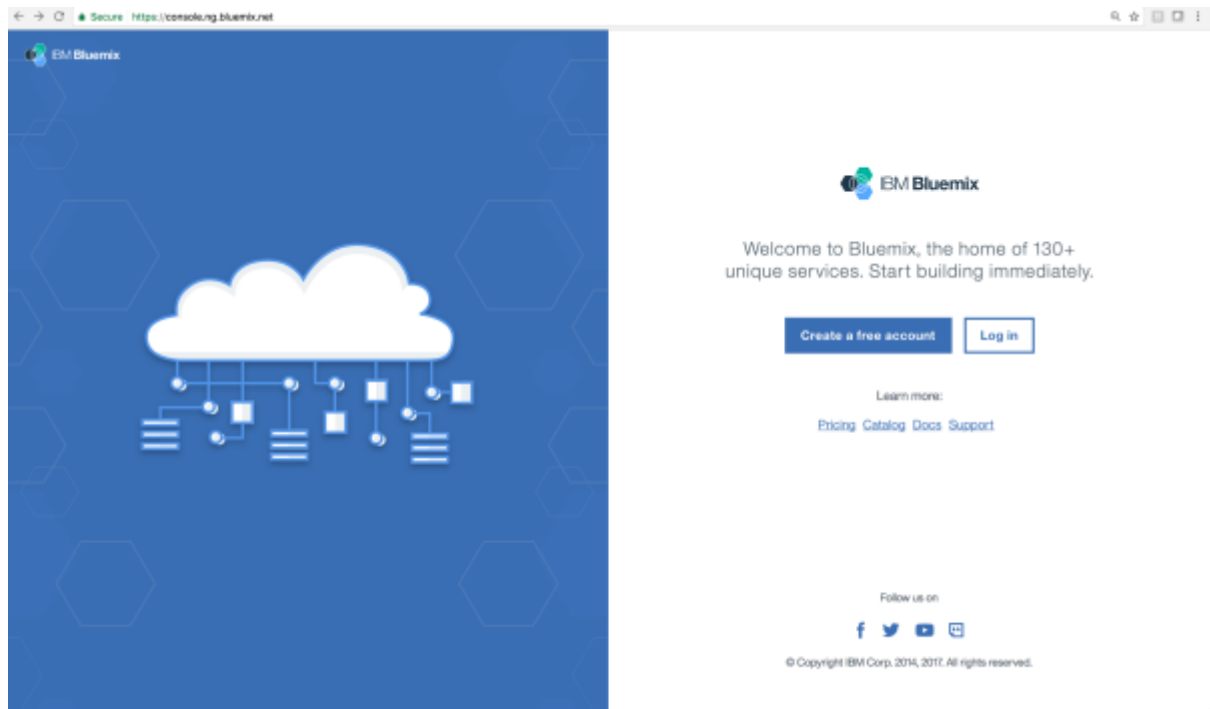 Secure https://console.ng.bluemix.net
IBM Bluemix
IBM Bluemix
Welcome to Bluemix, the home of 130+
unique services. Start building immediately.
Create a free account Log in
Learn more:
Pricing Catalog Docs Support
Follow us on
© Copyright IBM Corp. 2014, 2017. All rights reserved.